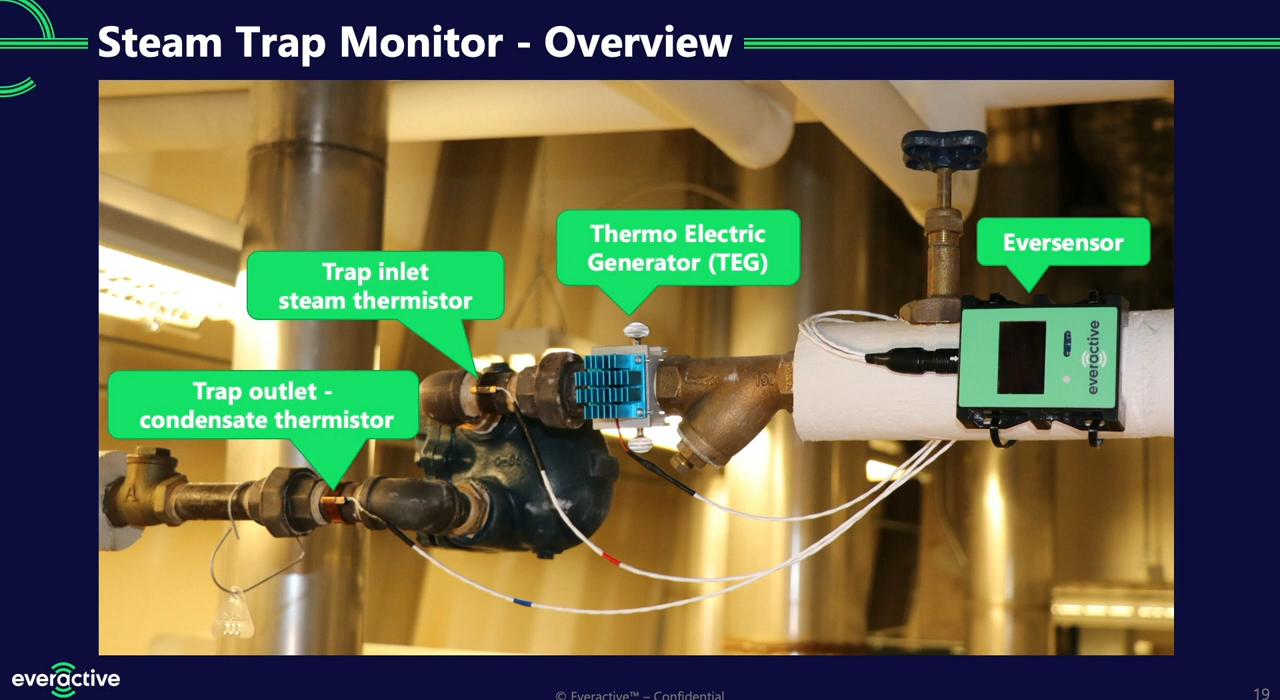 Steam Trap Monitor - Overview
Thermo Electric
Generator (TEG)
Eversensor
Trap inlet
steam thermistor
Trap outlet -
condensate thermistor
everactive
A
everactive
© Everactive™ – Confidential
19